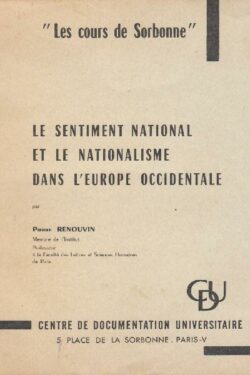 "Les cours de Sorbonne"
LE SENTIMENT NATIONAL
ET LE NATIONALISME
DANS L'EUROPE OCCIDENTALE
par
PIERRE RENOUVIN
Membre de l'Institut
Professeur
à la Faculté des Lettres et Sciences Humaines
de Paris
CDU
CENTRE DE DOCUMENTATION UNIVERSITAIRE
5, PLACE DE LA SORBONNE . PARIS-V